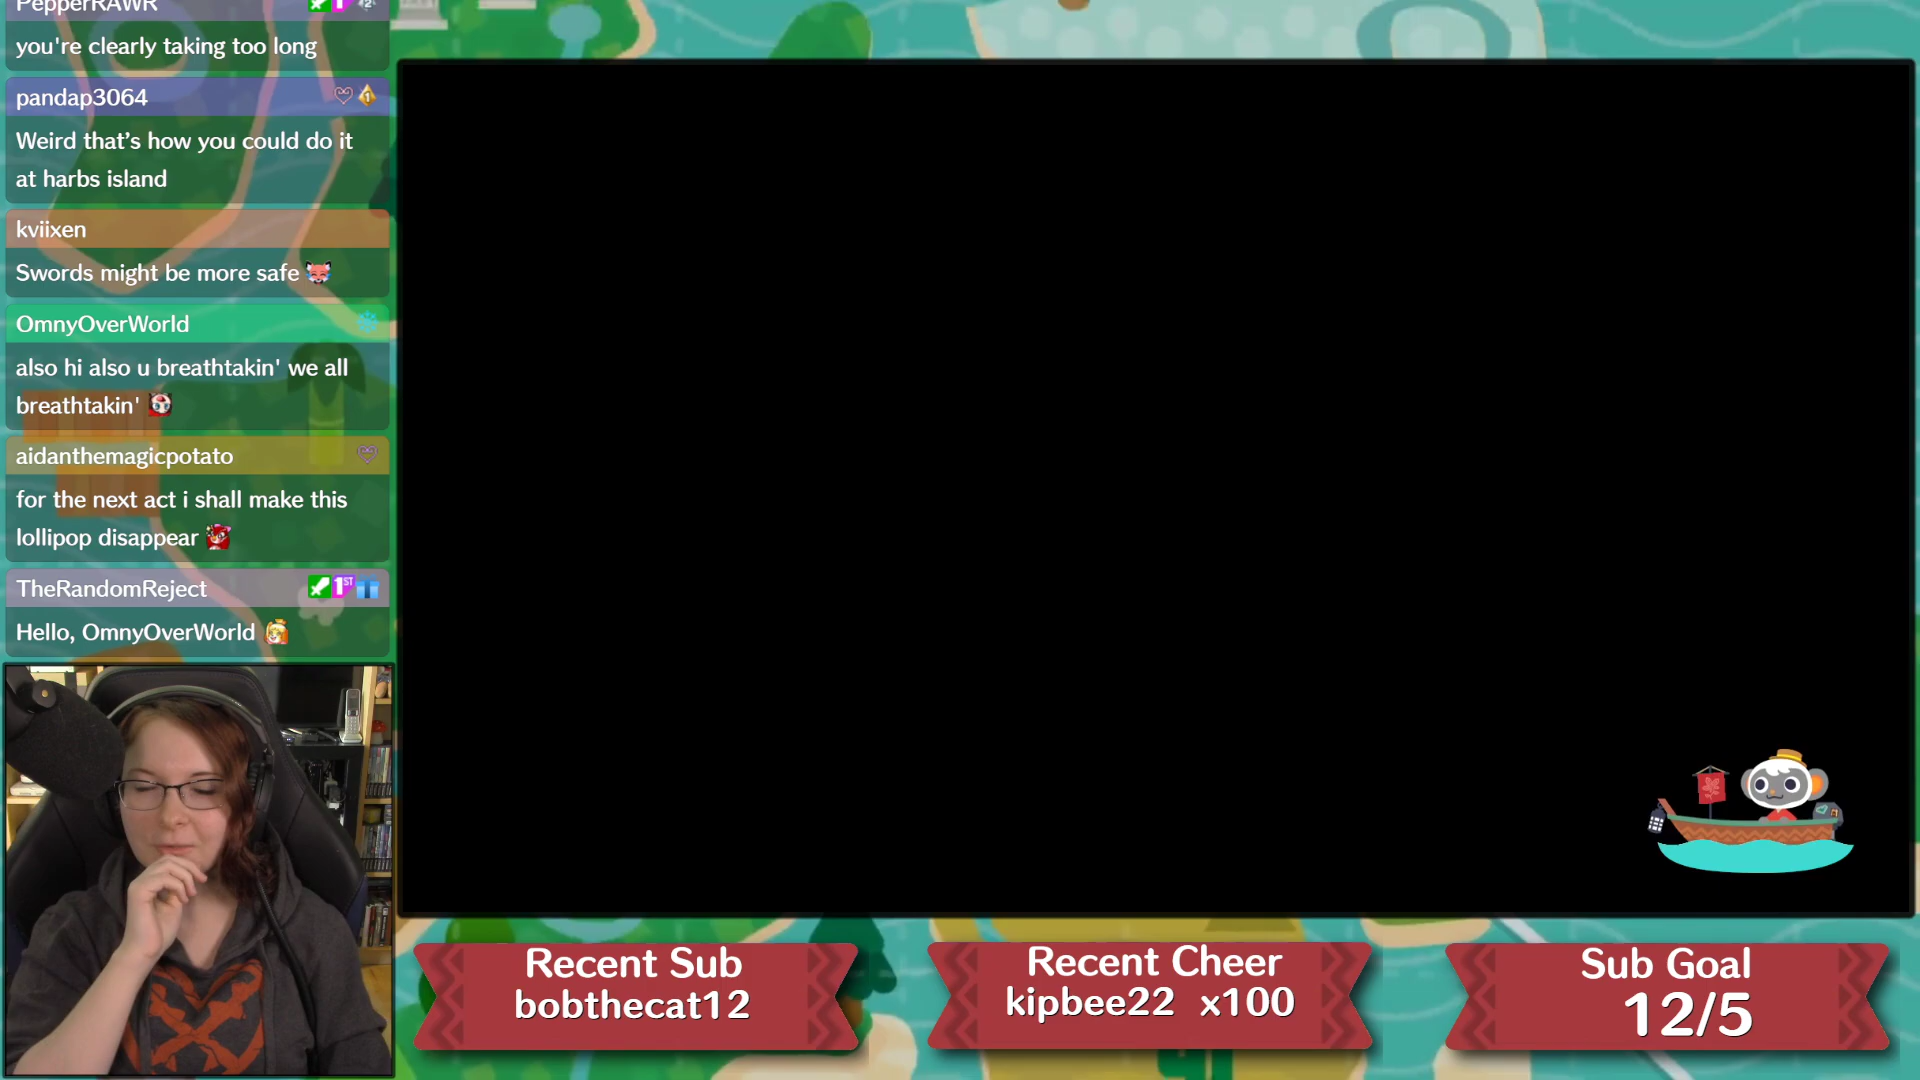 PepperRAWR
you're clearly taking too long
pandap3064
Weird that’s how you could do it
at harbs island
kviixen
Swords might be more safe
OmnyOverWorld
also hi also u breathtakin' we all
breathtakin'
aidanthemagicpotato
for the next act i shall make this
lollipop disappear
TheRandomReject 1ST
Hello, OmnyOverWorld
Recent Sub
bobthecat12
Recent Cheer
kipbee22 x100
Sub Goal
12/5